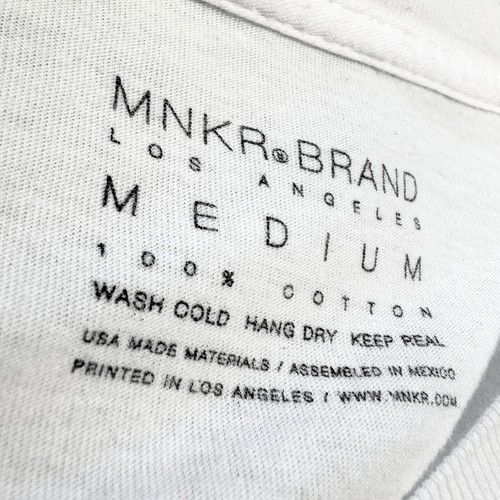 MNKR®BRAND
LOS ANGELES
MEDIUM
100% COTTON
WASH COLD HANG DRY KEEP REAL
USA MADE MATERIALS / ASSEMBLED IN MEXICO
PRINTED IN LOS ANGELES / WWW.MNKR.COM